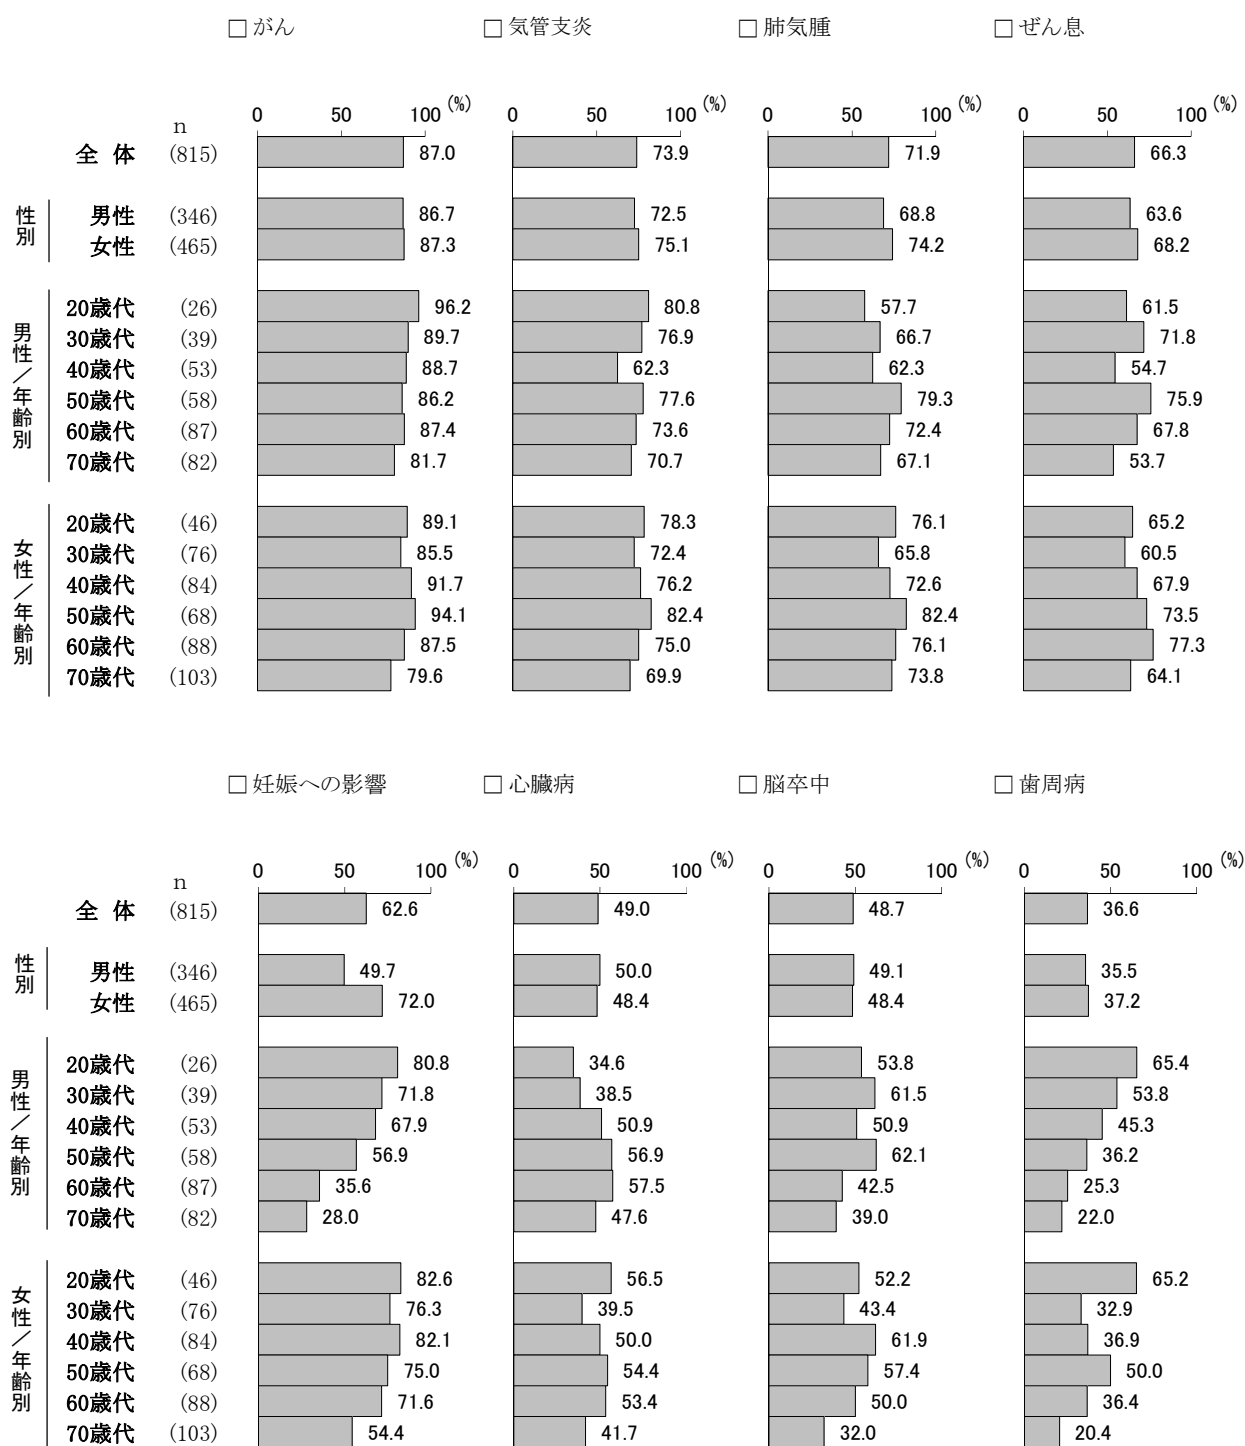 □ がん　□ 気管支炎　□ 肺気腫　□ ぜん息
0 50 100 (%) 0 50 100 (%) 0 50 100 (%) 0 50 100 (%)
n
全 体 (815) 87.0 73.9 71.9 66.3
性別
男性 (346) 86.7 72.5 68.8 63.6
女性 (465) 87.3 75.1 74.2 68.2
男性/年齢別
20歳代 (26) 96.2 80.8 57.7 61.5
30歳代 (39) 89.7 76.9 66.7 71.8
40歳代 (53) 88.7 62.3 62.3 54.7
50歳代 (58) 86.2 77.6 79.3 75.9
60歳代 (87) 87.4 73.6 72.4 67.8
70歳代 (82) 81.7 70.7 67.1 53.7
女性/年齢別
20歳代 (46) 89.1 78.3 76.1 65.2
30歳代 (76) 85.5 72.4 65.8 60.5
40歳代 (84) 91.7 76.2 72.6 67.9
50歳代 (68) 94.1 82.4 82.4 73.5
60歳代 (88) 87.5 75.0 76.1 77.3
70歳代 (103) 79.6 69.9 73.8 64.1
□ 妊娠への影響　□ 心臓病　□ 脳卒中　□ 歯周病
0 50 100 (%) 0 50 100 (%) 0 50 100 (%) 0 50 100 (%)
n
全 体 (815) 62.6 49.0 48.7 36.6
性別
男性 (346) 49.7 50.0 49.1 35.5
女性 (465) 72.0 48.4 48.4 37.2
男性/年齢別
20歳代 (26) 80.8 34.6 53.8 65.4
30歳代 (39) 71.8 38.5 61.5 53.8
40歳代 (53) 67.9 50.9 50.9 45.3
50歳代 (58) 56.9 56.9 62.1 36.2
60歳代 (87) 35.6 57.5 42.5 25.3
70歳代 (82) 28.0 47.6 39.0 22.0
女性/年齢別
20歳代 (46) 82.6 56.5 52.2 65.2
30歳代 (76) 76.3 39.5 43.4 32.9
40歳代 (84) 82.1 50.0 61.9 36.9
50歳代 (68) 75.0 54.4 57.4 50.0
60歳代 (88) 71.6 53.4 50.0 36.4
70歳代 (103) 54.4 41.7 32.0 20.4